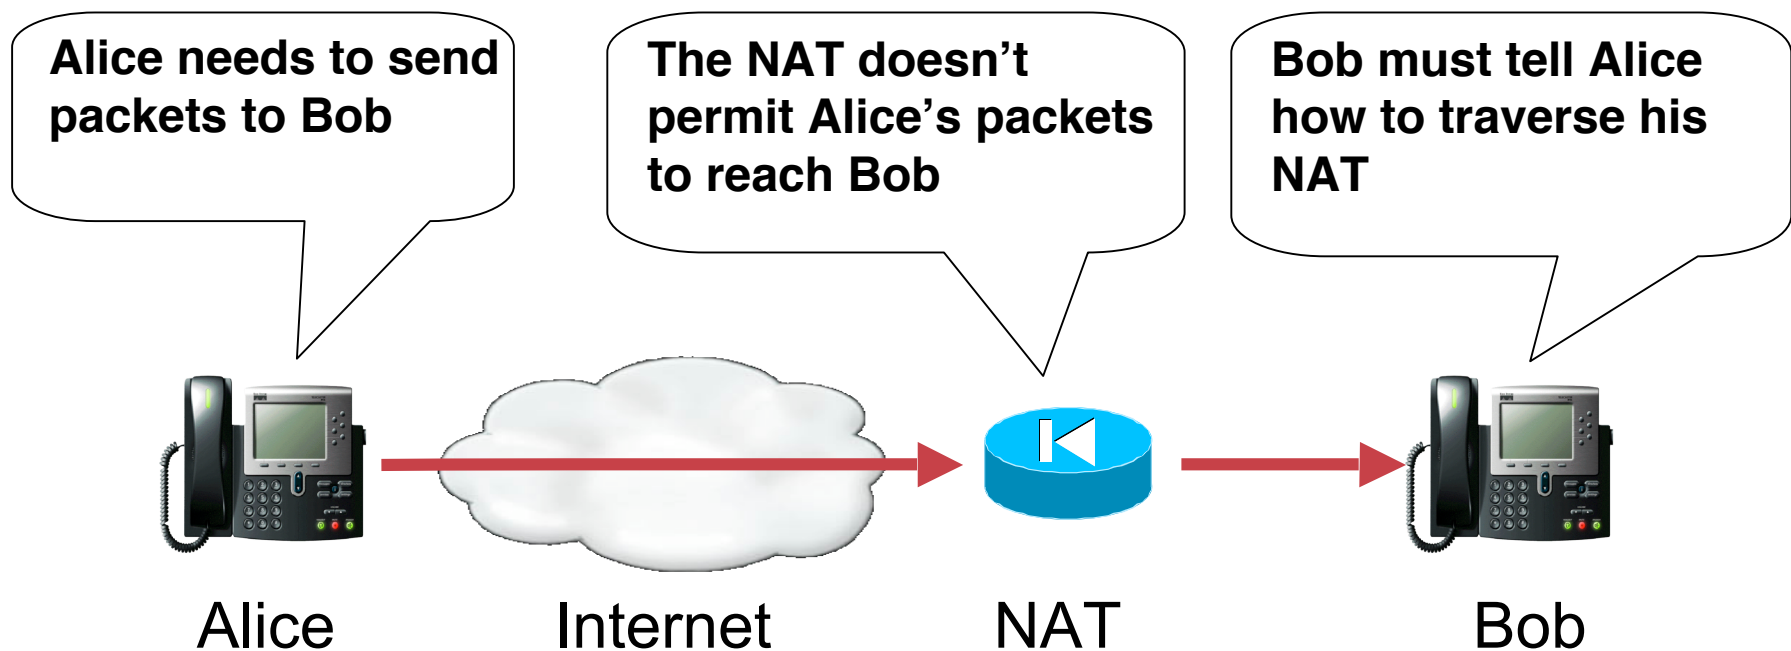 Alice needs to send
packets to Bob
The NAT doesn’t
permit Alice’s packets
to reach Bob
Bob must tell Alice
how to traverse his
NAT
Alice
Internet
NAT
Bob